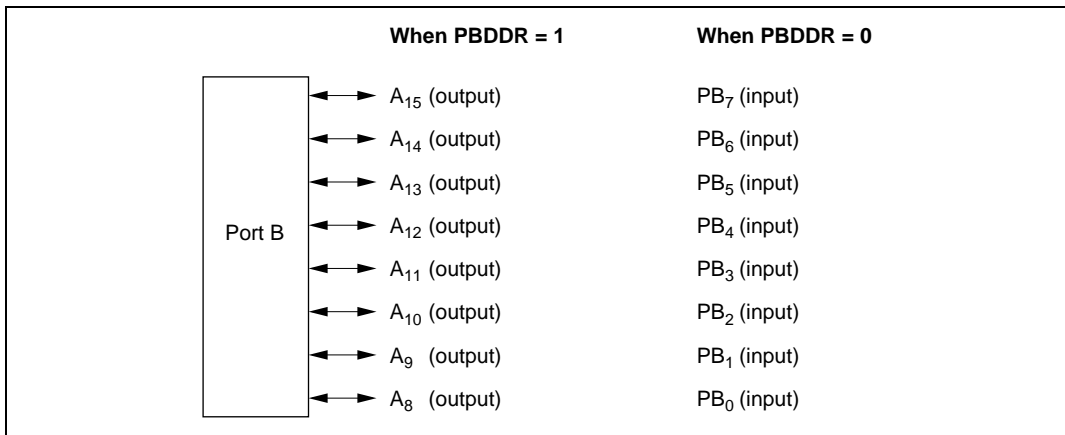 When PBDDR = 1 When PBDDR = 0
A15 (output) PB7 (input)
A14 (output) PB6 (input)
A13 (output) PB5 (input)
Port B A12 (output) PB4 (input)
A11 (output) PB3 (input)
A10 (output) PB2 (input)
A9 (output) PB1 (input)
A8 (output) PB0 (input)